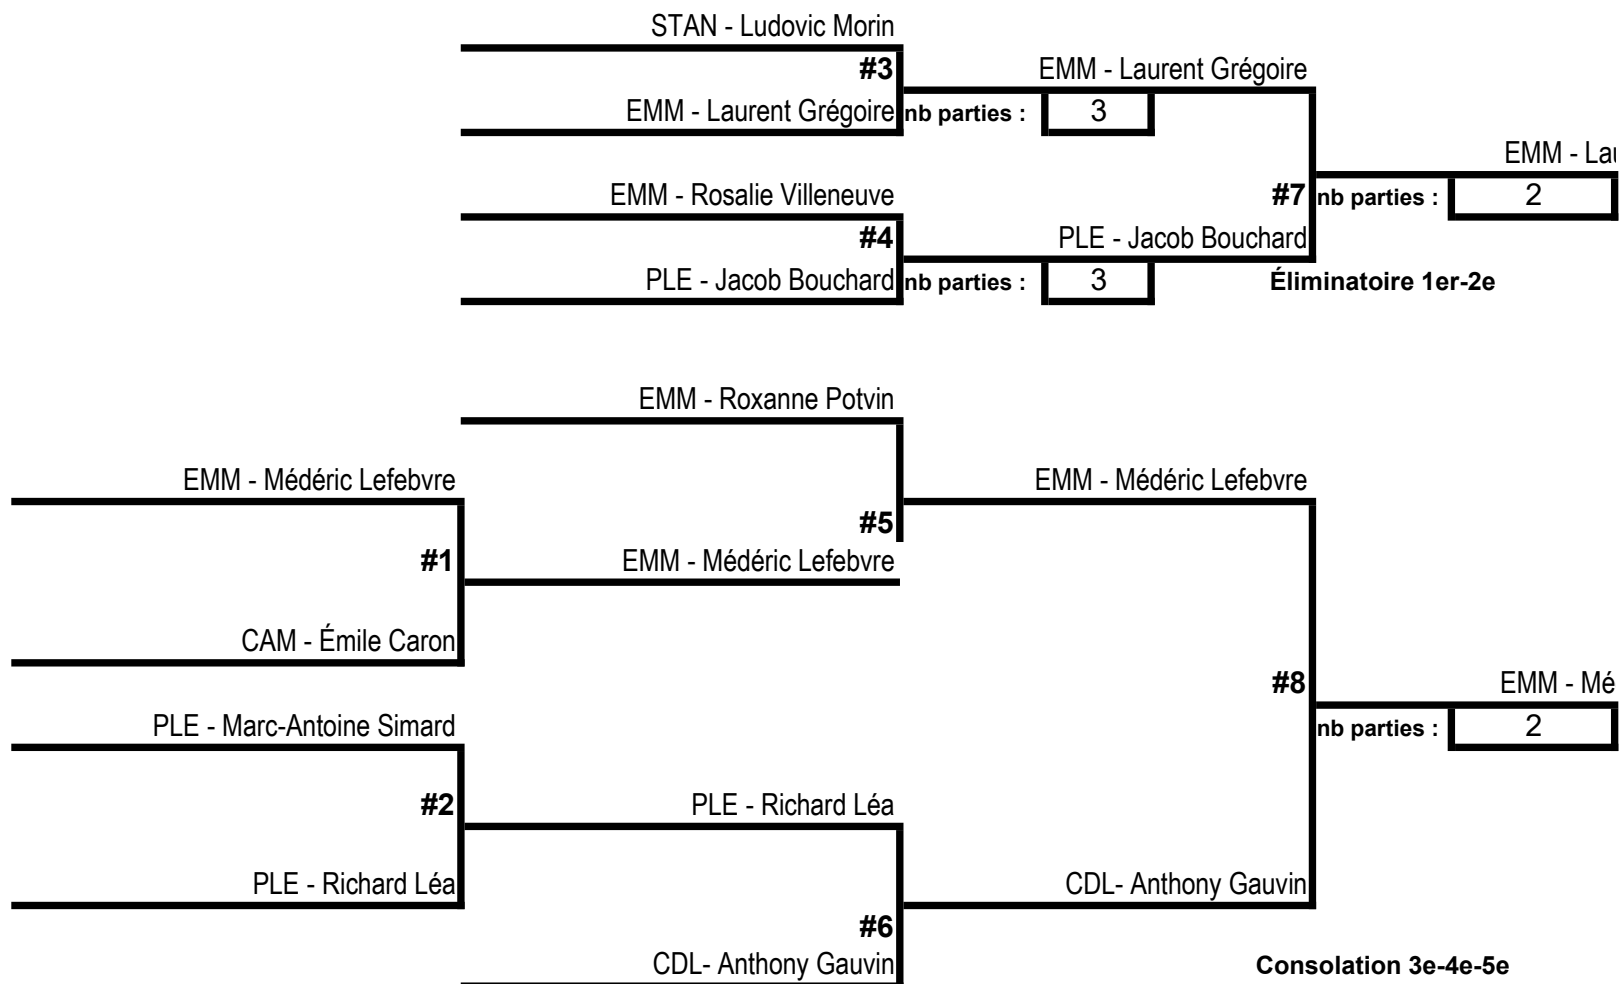 STAN - Ludovic Morin
#3
EMM - Laurent Grégoire
EMM - Laurent Grégoire
nb parties : 3
EMM - Rosalie Villeneuve
#4
PLE - Jacob Bouchard
PLE - Jacob Bouchard
nb parties : 3
#7
EMM - Lau
nb parties : 2
Éliminatoire 1er-2e
EMM - Roxanne Potvin
EMM - Médéric Lefebvre
EMM - Médéric Lefebvre
#5
#1
EMM - Médéric Lefebvre
CAM - Émile Caron
#8
EMM - Mé
PLE - Marc-Antoine Simard
nb parties : 2
#2
PLE - Richard Léa
PLE - Richard Léa
CDL- Anthony Gauvin
#6
CDL- Anthony Gauvin
Consolation 3e-4e-5e